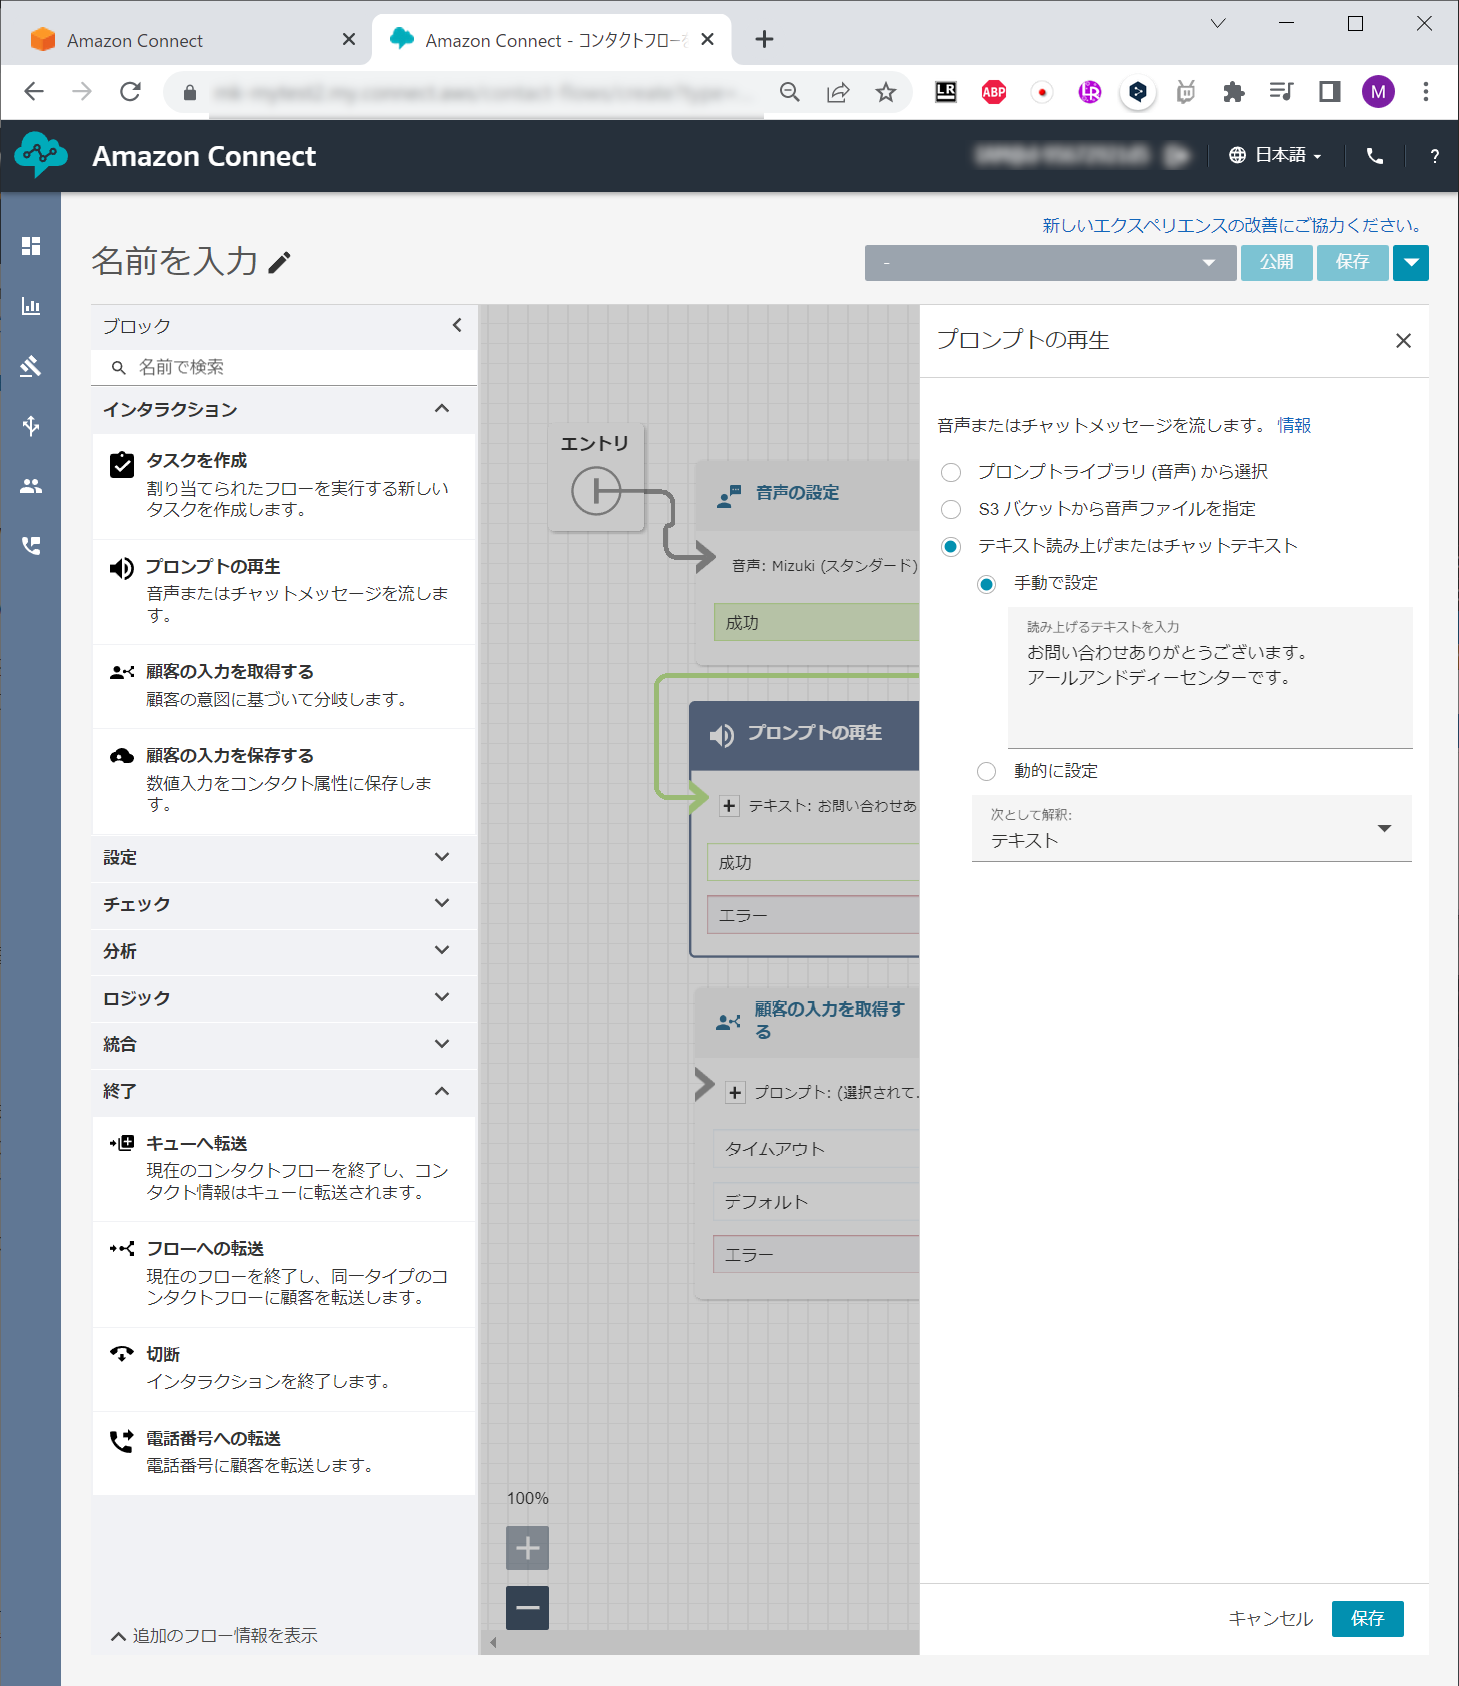 Amazon Connect
Amazon Connect - コンタクトフローを
LR
ABP
LR
M
Amazon Connect
日本語
?
新しいエクスペリエンスの改善にご協力ください。
名前を入力
-
公開
保存
ブロック
名前で検索
インタラクション
タスクを作成
割り当てられたフローを実行する新しい
タスクを作成します。
プロンプトの再生
音声またはチャットメッセージを流しま
す。
顧客の入力を取得する
顧客の意図に基づいて分岐します。
顧客の入力を保存する
数値入力をコンタクト属性に保存しま
す。
設定
チェック
分析
ロジック
統合
終了
キューへ転送
現在のコンタクトフローを終了し、コン
タクト情報はキューに転送されます。
フローへの転送
現在のフローを終了し、同一タイプのコ
ンタクトフローに顧客を転送します。
切断
インタラクションを終了します。
電話番号への転送
電話番号に顧客を転送します。
追加のフロー情報を表示
エントリ
音声の設定
音声: Mizuki (スタンダード)
成功
プロンプトの再生
テキスト: お問い合わせあ
成功
エラー
顧客の入力を取得す
る
プロンプト: (選択されて.
タイムアウト
デフォルト
エラー
100%
プロンプトの再生
音声またはチャットメッセージを流します。 情報
プロンプトライブラリ (音声) から選択
S3 バケットから音声ファイルを指定
テキスト読み上げまたはチャットテキスト
手動で設定
読み上げるテキストを入力
お問い合わせありがとうございます。
アールアンドディーセンターです。
動的に設定
次として解釈:
テキスト
キャンセル
保存